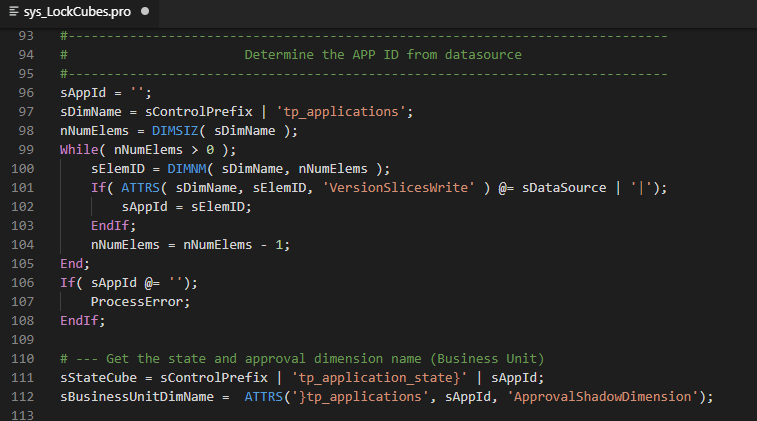 sys_LockCubes.pro ●
93 #------------------------------------------------------------------------------
94 #                       Determine the APP ID from datasource
95 #------------------------------------------------------------------------------
96 sAppId = '';
97 sDimName = sControlPrefix | 'tp_applications';
98 nNumElems = DIMSIZ( sDimName );
99 While( nNumElems > 0 );
100     sElemID = DIMNM( sDimName, nNumElems );
101     If( ATTRS( sDimName, sElemID, 'VersionSlicesWrite' ) @= sDataSource | '|');
102         sAppId = sElemID;
103     EndIf;
104     nNumElems = nNumElems - 1;
105 End;
106 If( sAppId @= '');
107     ProcessError;
108 EndIf;
109
110 # --- Get the state and approval dimension name (Business Unit)
111 sStateCube = sControlPrefix | 'tp_application_state}' | sAppId;
112 sBusinessUnitDimName =  ATTRS('}tp_applications', sAppId, 'ApprovalShadowDimension');
113